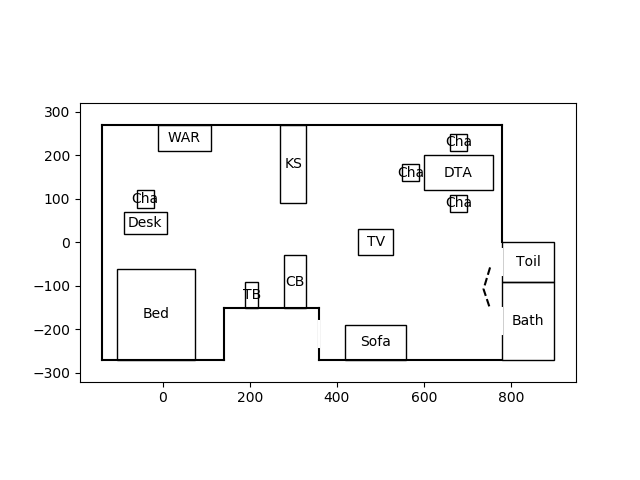 300
200
100
0
−100
−200
−300
WAR
KS
Cha
Cha
DTA
Cha
Cha
Desk
TV
Toil
CB
TB
Bed
Bath
Sofa
0
200
400
600
800